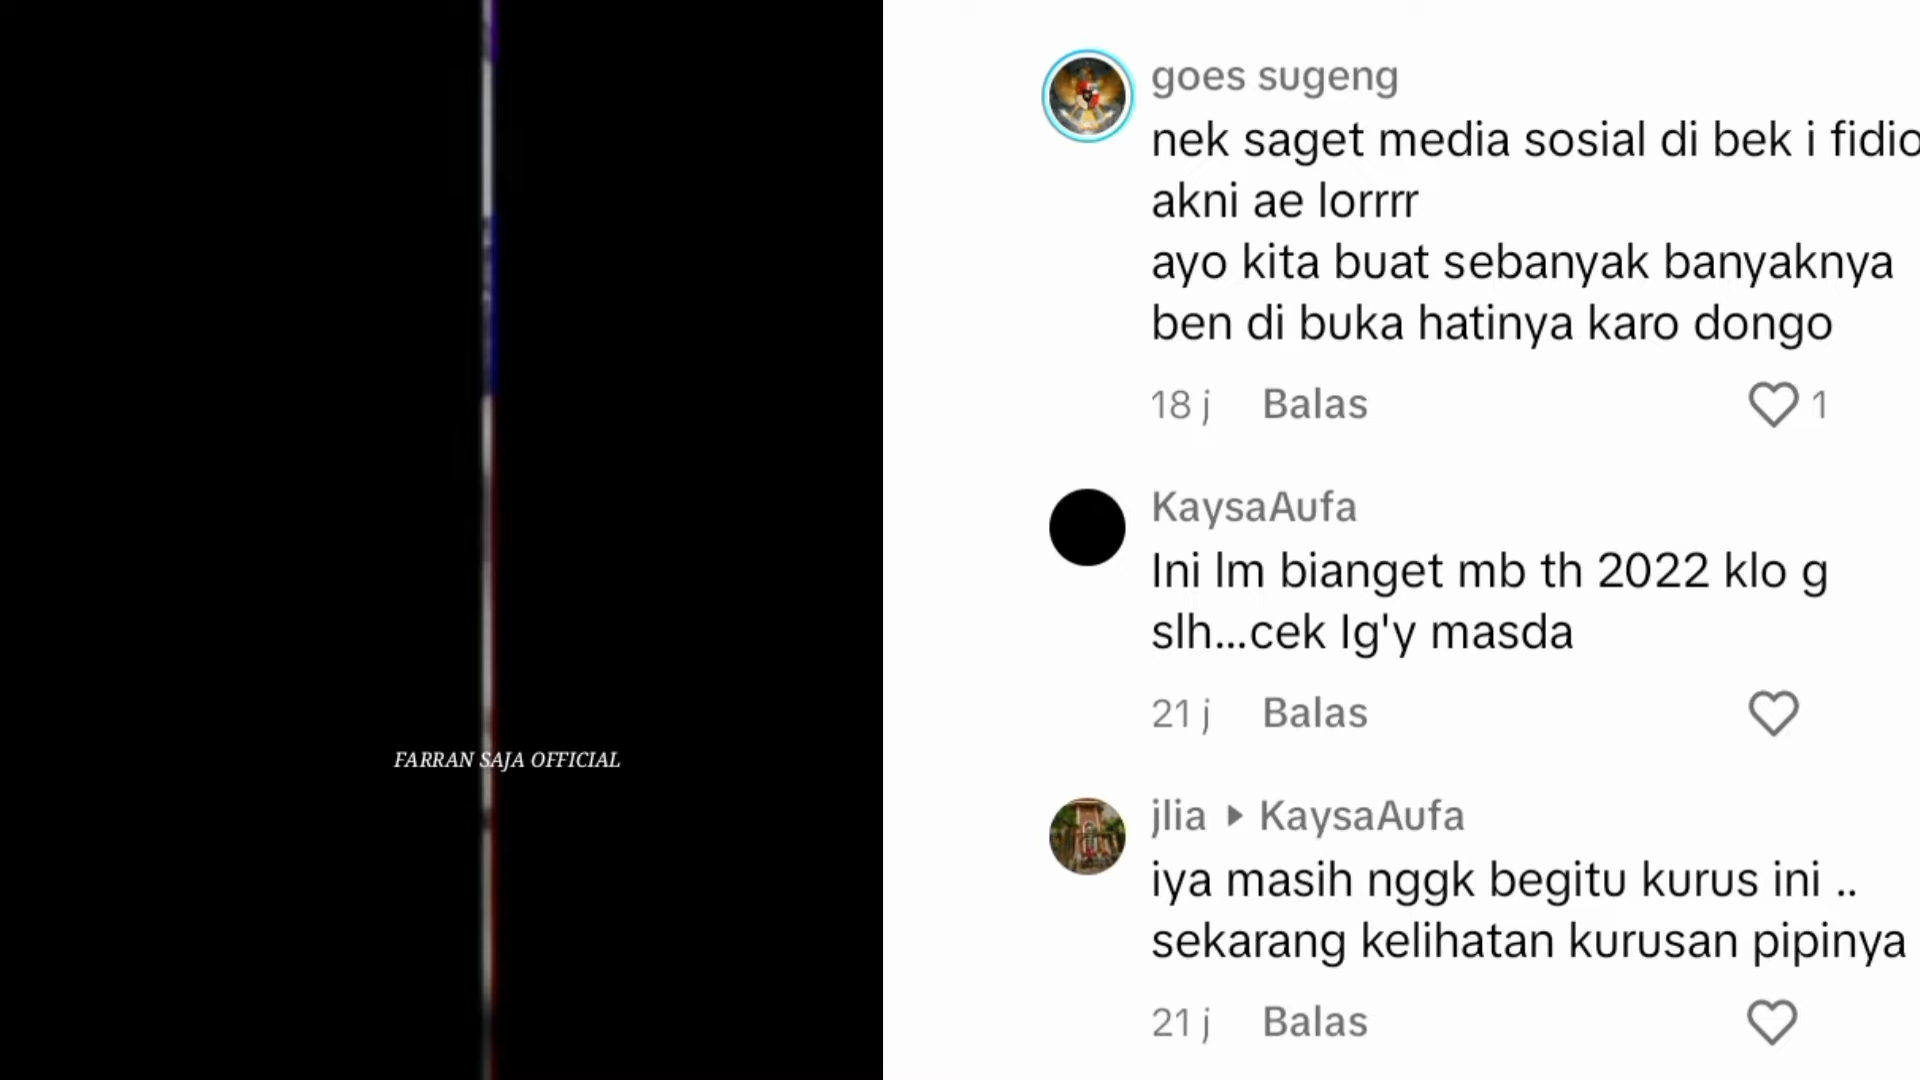 FARRAN SAJA OFFICIAL
goes sugeng
nek saget media sosial di bek i fidio
akni ae lorrrr
ayo kita buat sebanyak banyaknya
ben di buka hatinya karo dongo
18 j Balas 1
KaysaAufa
Ini lm bianget mb th 2022 klo g
slh...cek Ig'y masda
21 j Balas
jlia KaysaAufa
iya masih nggk begitu kurus ini ..
sekarang kelihatan kurusan pipinya
21 j Balas